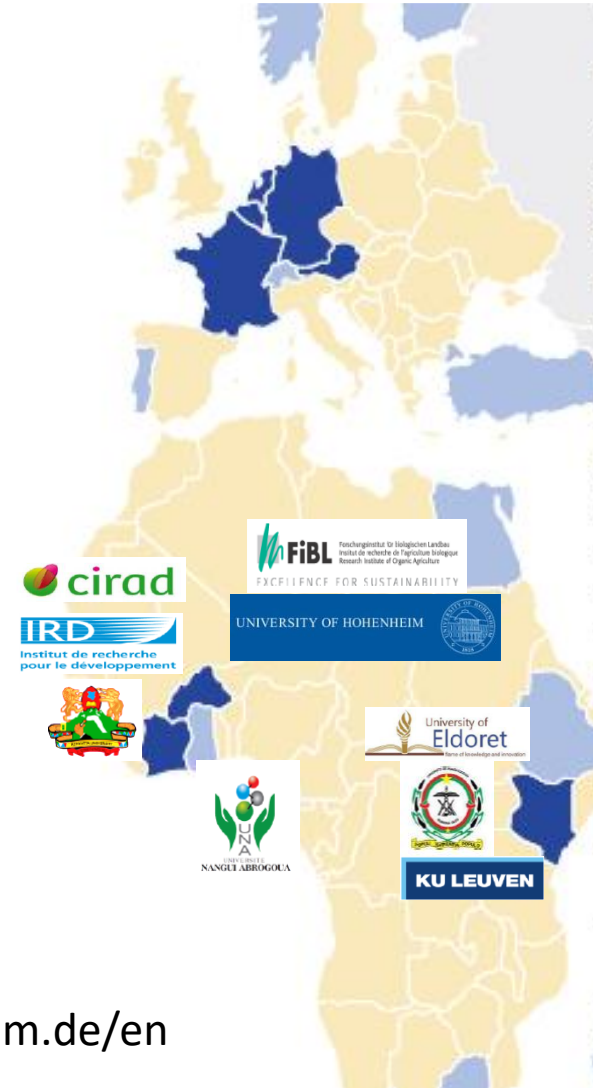 FiBL
Forschungsinstitut für biologischen Landbau
Institut de recherche de l'agriculture biologique
Research Institute of Organic Agriculture
EXCELLENCE FOR SUSTAINABILITY
cirad
UNIVERSITY OF HOHENHEIM
IRD
Institut de recherche
pour le développement
University of
Eldoret
Home of knowledge and innovation
UNA
UNIVERSITÉ
NANGUI ABROGOUA
KU LEUVEN
m.de/en